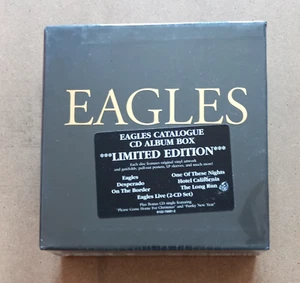 EAGLES
EAGLES CATALOGUE
CD ALBUM BOX
***LIMITED EDITION***
Each disc features original vinyl artwork
and gatefolds, pull-out posters, LP sleeves, and much more!
Eagles
One Of These Nights
Desperado
Hotel California
On The Border
The Long Run
Eagles Live (2-CD Set)
Plus Bonus CD single featuring
"Please Come Home For Christmas" and "Funky New Year"